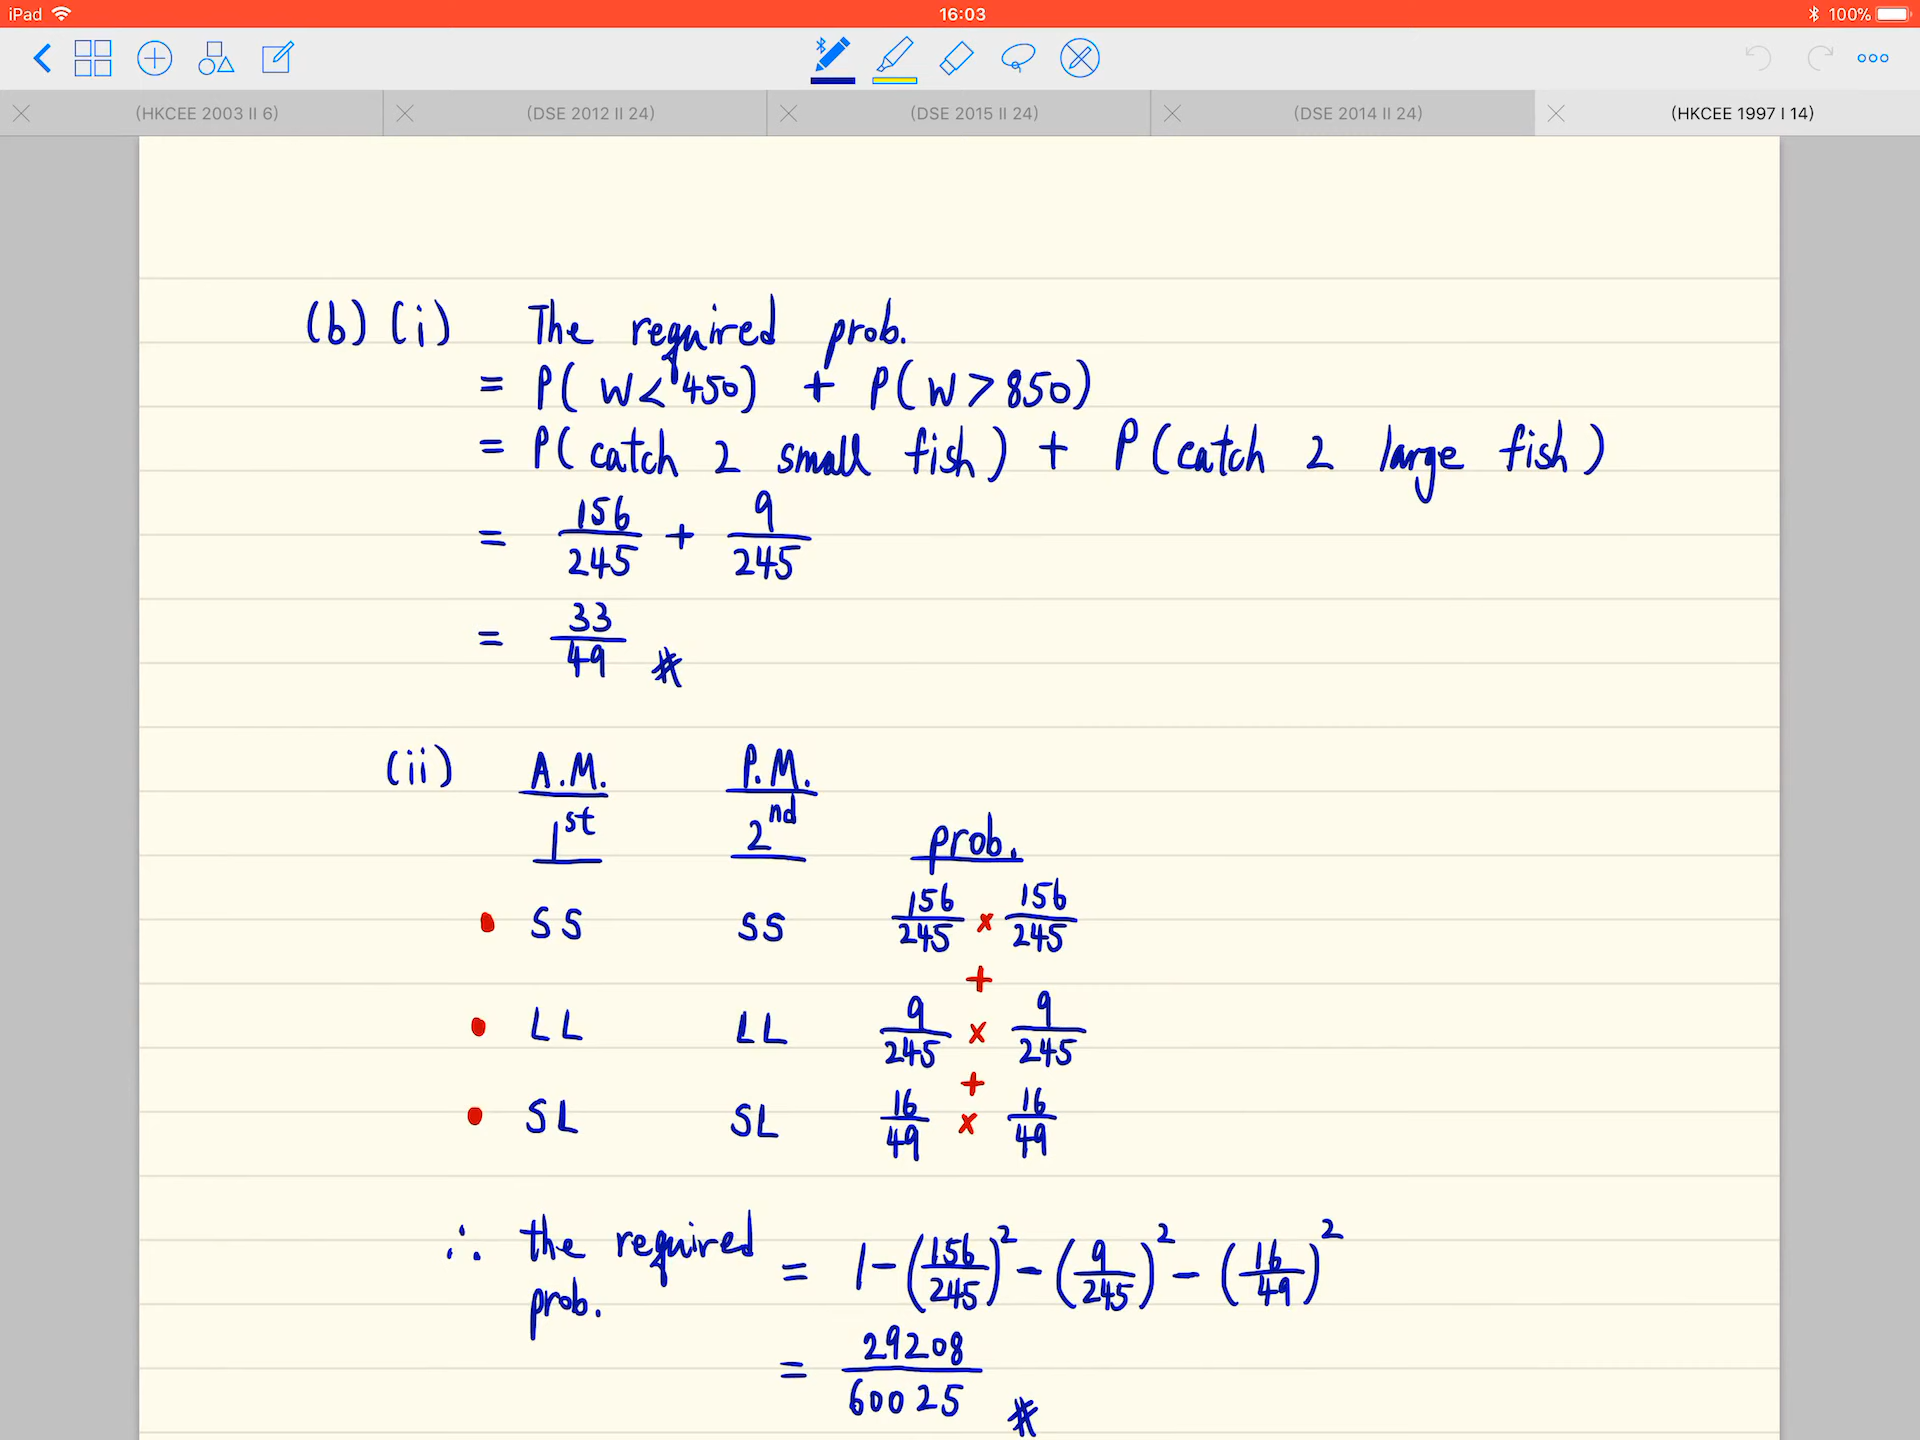 iPad 16:03 100%
(HKCEE 2003 II 6) (DSE 2012 II 24) (DSE 2015 II 24) (DSE 2014 II 24) (HKCEE 1997 I 14)
(b) (i) The required prob.
= P( W < 450) + P( W > 850)
= P( catch 2 small fish ) + P ( catch 2 large fish )
= 156/245 + 9/245
= 33/49 #
(ii) A.M. P.M.
1st 2nd prob.
• SS SS 156/245 × 156/245
+
• LL LL 9/245 × 9/245
+
• SL SL 16/49 × 16/49
∴ the required prob. = 1 - (156/245)² - (9/245)² - (16/49)²
= 29208/60025 #